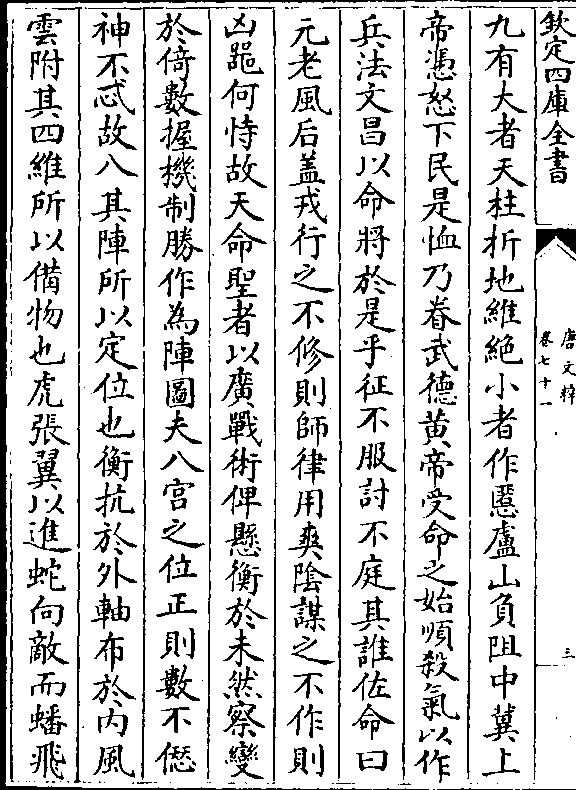 欽定四庫全書
唐文粹
卷七十一
三
九有大者天柱折地維絶小者作慝盧山負阻中冀上
帝憑怒下民是恤乃眷武德黄帝受命之始順殺氣以作
兵法文昌以命將於是乎征不服討不庭其誰佐命曰
元老風后蓋戎行之不修則師律用爽陰謀之不作則
凶噐何恃故天命聖者以廣戰術俾懸衡於未然察變
於倚數握機制勝作為陣圖夫八宫之位正則數不僁
神不忒故八其陣所以定位也衡抗於外軸布於内風
雲附其四維所以備物也虎張翼以進蛇向敵而蟠飛